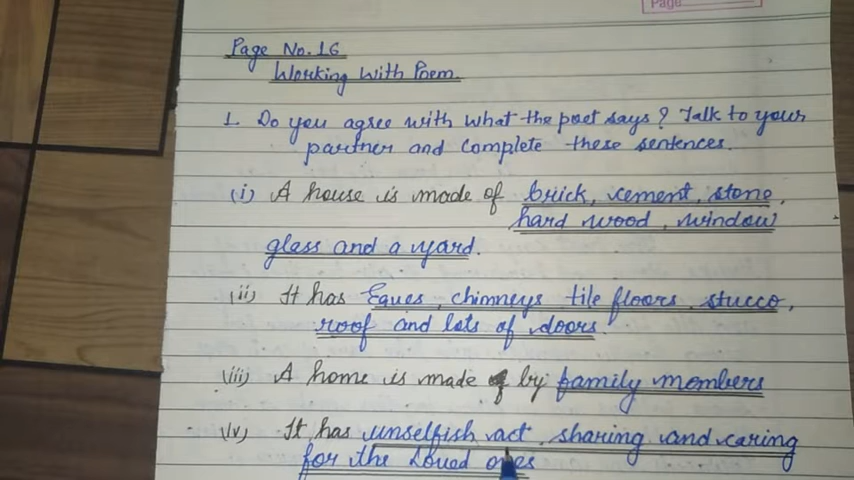 Page
Page No. 16
Working With Poem.
1. Do you agree with what the poet says? Talk to your
partner and complete these sentences.
(i) A house is made of brick, cement, stone,
hard wood, window
glass and a yard.
(ii) It has Eaues, chimneys tile floors, stucco,
roof and lots of doors.
(iii) A home is made by family members
(iv) It has unselfish act, sharing and caring
for the loved ones